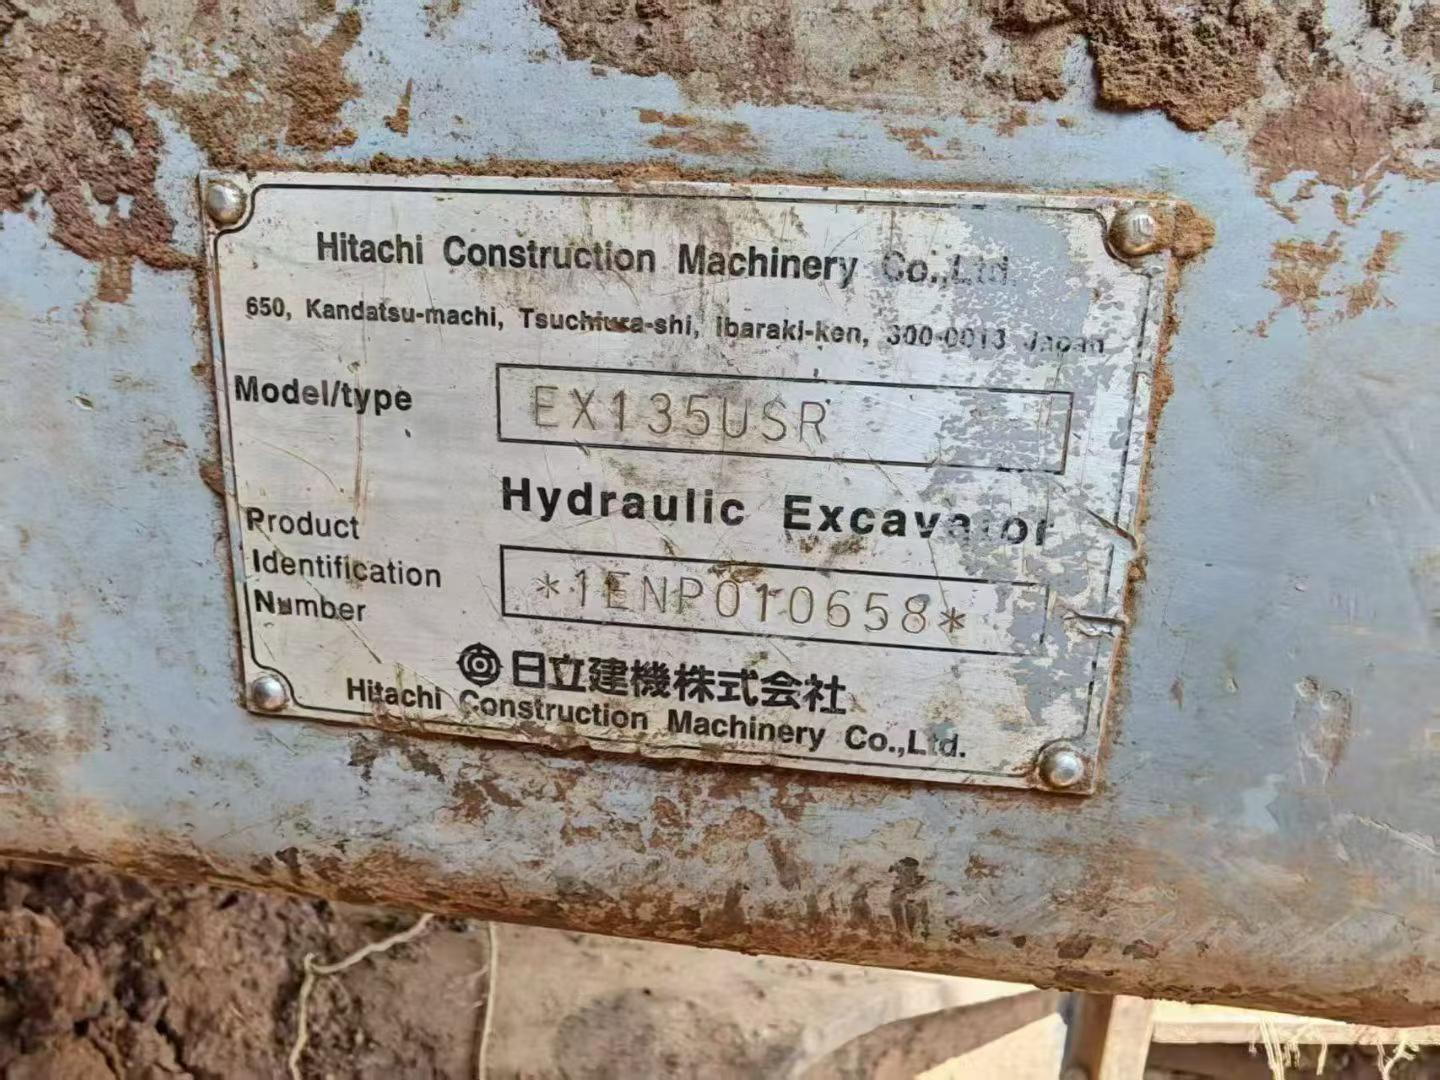 Hitachi Construction Machinery Co.,Ltd.
650, Kandatsu-machi, Tsuchiura-shi, Ibaraki-ken, 300-0013 Japan
Model/type EX135USR
Hydraulic Excavator
Product
Identification
Number
*1ENP010658*
日立建機株式会社
Hitachi Construction Machinery Co.,Ltd.